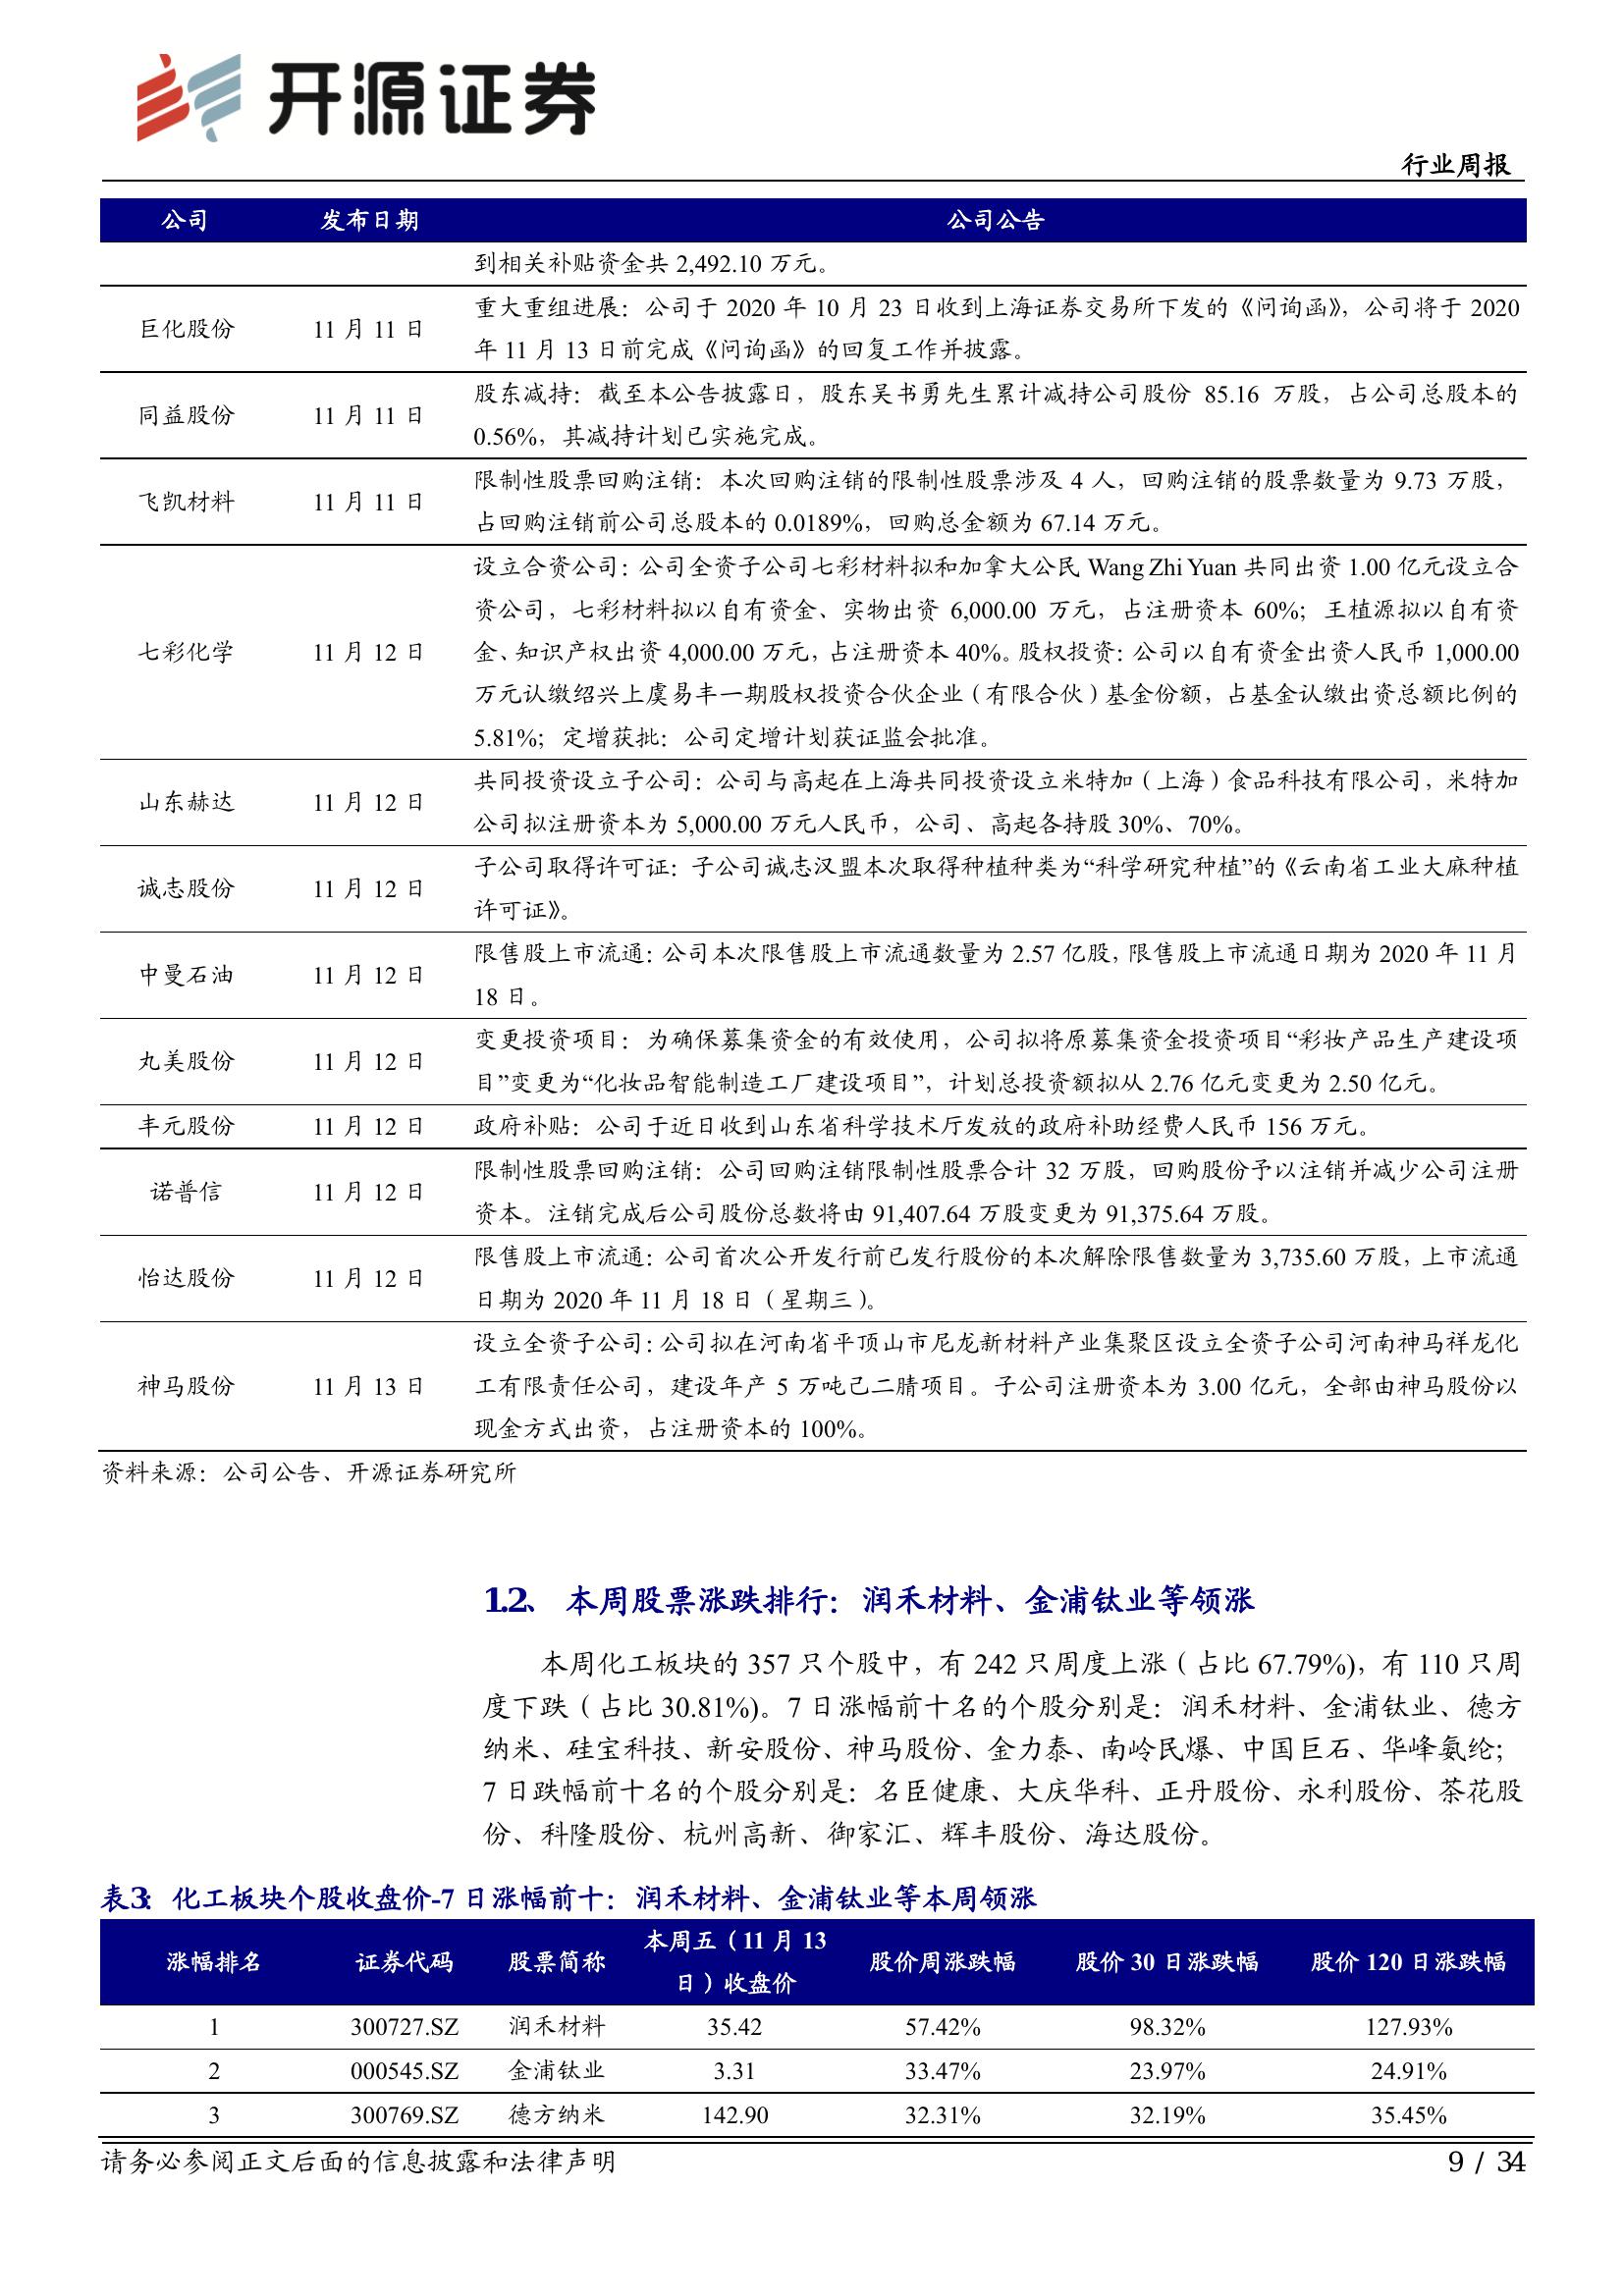 开源证券
行业周报
公司 发布日期 公司公告
到相关补贴资金共 2,492.10 万元。
巨化股份 11 月 11 日 重大重组进展：公司于 2020 年 10 月 23 日收到上海证券交易所下发的《问询函》，公司将于 2020
年 11 月 13 日前完成《问询函》的回复工作并披露。
同益股份 11 月 11 日 股东减持：截至本公告披露日，股东吴书勇先生累计减持公司股份 85.16 万股，占公司总股本的
0.56%，其减持计划已实施完成。
飞凯材料 11 月 11 日 限制性股票回购注销：本次回购注销的限制性股票涉及 4 人，回购注销的股票数量为 9.73 万股，
占回购注销前公司总股本的 0.0189%，回购总金额为 67.14 万元。
设立合资公司：公司全资子公司七彩材料拟和加拿大公民 Wang Zhi Yuan 共同出资 1.00 亿元设立合
资公司，七彩材料拟以自有资金、实物出资 6,000.00 万元，占注册资本 60%；王植源拟以自有资
七彩化学 11 月 12 日 金、知识产权出资 4,000.00 万元，占注册资本 40%。股权投资：公司以自有资金出资人民币 1,000.00
万元认缴绍兴上虞易丰一期股权投资合伙企业（有限合伙）基金份额，占基金认缴出资总额比例的
5.81%；定增获批：公司定增计划获证监会批准。
山东赫达 11 月 12 日 共同投资设立子公司：公司与高起在上海共同投资设立米特加（上海）食品科技有限公司，米特加
公司拟注册资本为 5,000.00 万元人民币，公司、高起各持股 30%、70%。
诚志股份 11 月 12 日 子公司取得许可证：子公司诚志汉盟本次取得种植种类为“科学研究种植”的《云南省工业大麻种植
许可证》。
中曼石油 11 月 12 日 限售股上市流通：公司本次限售股上市流通数量为 2.57 亿股，限售股上市流通日期为 2020 年 11 月
18 日。
丸美股份 11 月 12 日 变更投资项目：为确保募集资金的有效使用，公司拟将原募集资金投资项目“彩妆产品生产建设项
目”变更为“化妆品智能制造工厂建设项目”，计划总投资额拟从 2.76 亿元变更为 2.50 亿元。
丰元股份 11 月 12 日 政府补贴：公司于近日收到山东省科学技术厅发放的政府补助经费人民币 156 万元。
诺普信 11 月 12 日 限制性股票回购注销：公司回购注销限制性股票合计 32 万股，回购股份予以注销并减少公司注册
资本。注销完成后公司股份总数将由 91,407.64 万股变更为 91,375.64 万股。
怡达股份 11 月 12 日 限售股上市流通：公司首次公开发行前已发行股份的本次解除限售数量为 3,735.60 万股，上市流通
日期为 2020 年 11 月 18 日（星期三）。
设立全资子公司：公司拟在河南省平顶山市尼龙新材料产业集聚区设立全资子公司河南神马祥龙化
神马股份 11 月 13 日 工有限责任公司，建设年产 5 万吨己二腈项目。子公司注册资本为 3.00 亿元，全部由神马股份以
现金方式出资，占注册资本的 100%。
资料来源：公司公告、开源证券研究所
1.2、 本周股票涨跌排行：润禾材料、金浦钛业等领涨
本周化工板块的 357 只个股中，有 242 只周度上涨（占比 67.79%)，有 110 只周
度下跌（占比 30.81%)。7 日涨幅前十名的个股分别是：润禾材料、金浦钛业、德方
纳米、硅宝科技、新安股份、神马股份、金力泰、南岭民爆、中国巨石、华峰氨纶；
7 日跌幅前十名的个股分别是：名臣健康、大庆华科、正丹股份、永利股份、茶花股
份、科隆股份、杭州高新、御家汇、辉丰股份、海达股份。
表3： 化工板块个股收盘价-7 日涨幅前十：润禾材料、金浦钛业等本周领涨
涨幅排名 证券代码 股票简称 本周五（11 月 13
日）收盘价 股价周涨跌幅 股价 30 日涨跌幅 股价 120 日涨跌幅
1 300727.SZ 润禾材料 35.42 57.42% 98.32% 127.93%
2 000545.SZ 金浦钛业 3.31 33.47% 23.97% 24.91%
3 300769.SZ 德方纳米 142.90 32.31% 32.19% 35.45%
请务必参阅正文后面的信息披露和法律声明 9 / 34